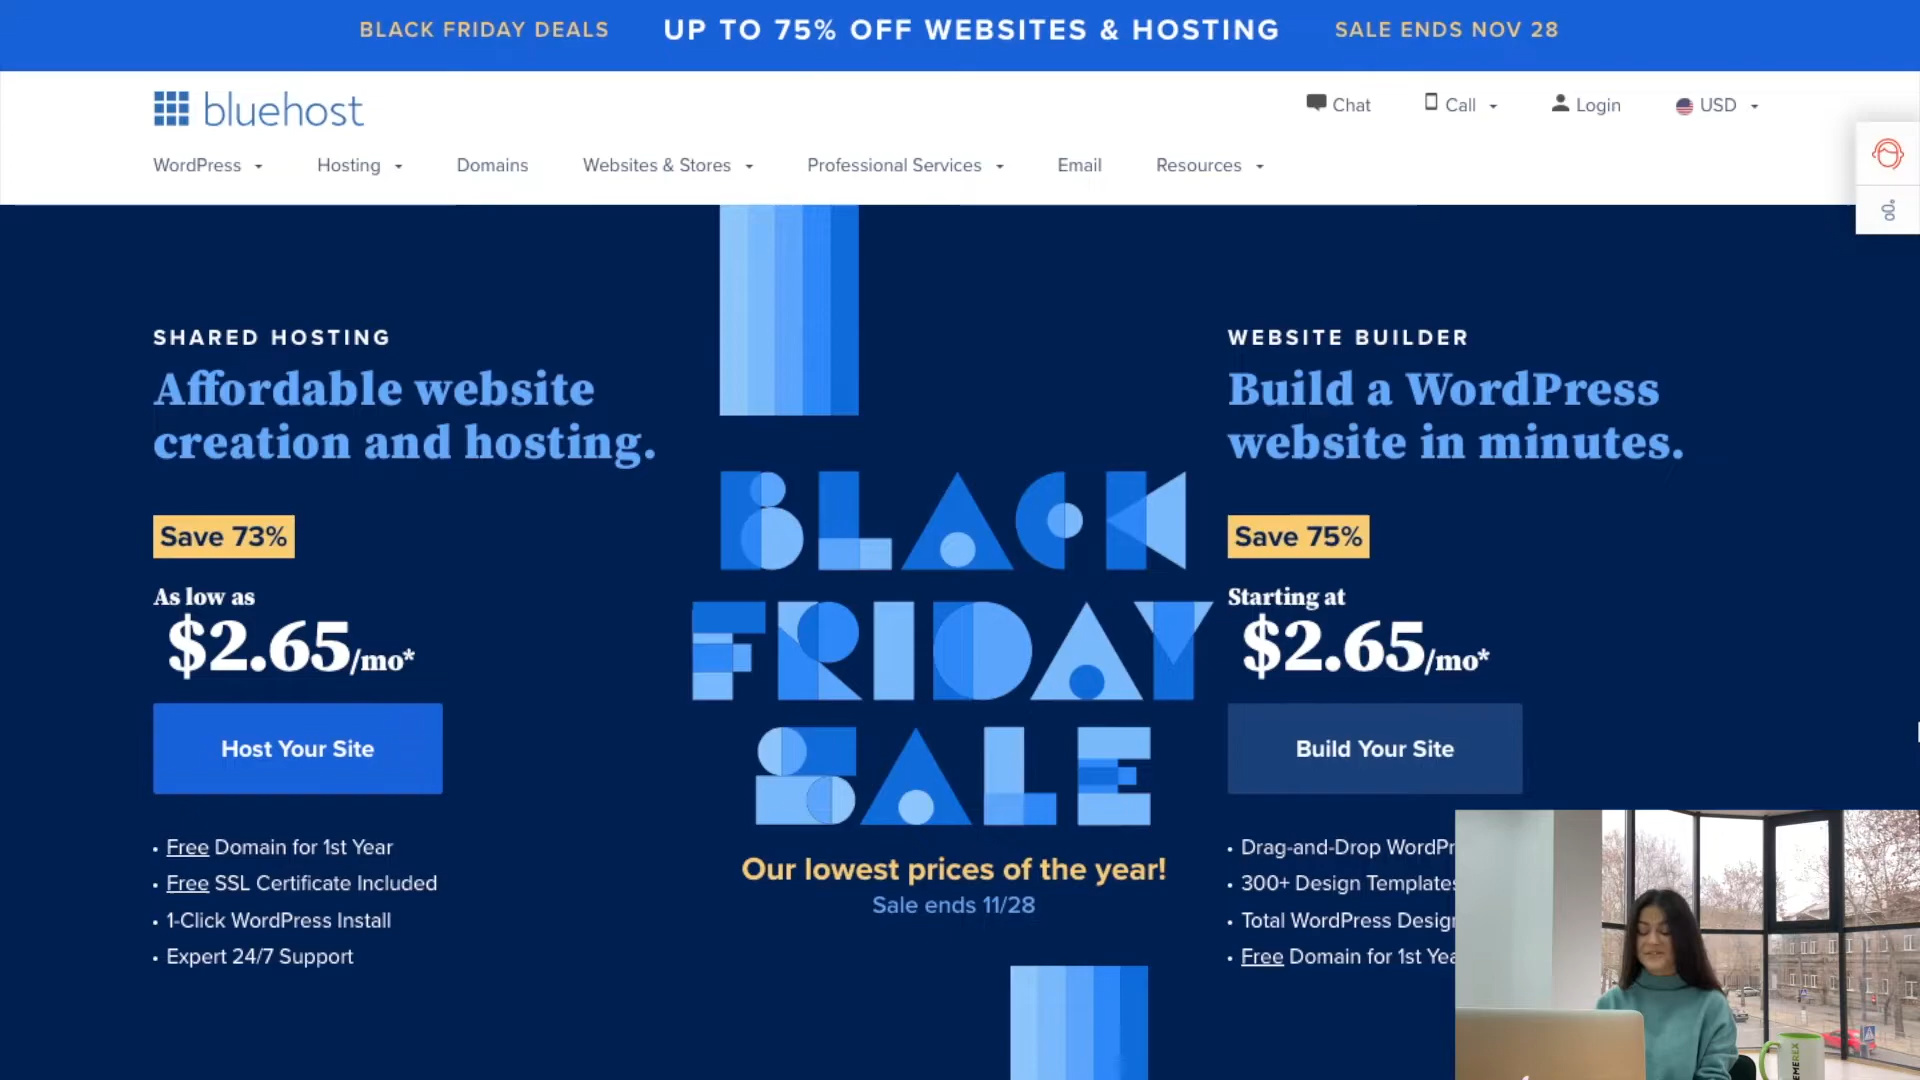 BLACK FRIDAY DEALS UP TO 75% OFF WEBSITES & HOSTING SALE ENDS NOV 28
bluehost
Chat Call Login USD
WordPress Hosting Domains Websites & Stores Professional Services Email Resources
SHARED HOSTING
Affordable website
creation and hosting.
Save 73%
As low as
$2.65/mo*
Host Your Site
• Free Domain for 1st Year
• Free SSL Certificate Included
• 1-Click WordPress Install
• Expert 24/7 Support
BLACK
FRIDAY
SALE
Our lowest prices of the year!
Sale ends 11/28
WEBSITE BUILDER
Build a WordPress
website in minutes.
Save 75%
Starting at
$2.65/mo*
Build Your Site
• Drag-and-Drop WordPr
• 300+ Design Templates
• Total WordPress Design
• Free Domain for 1st Yea